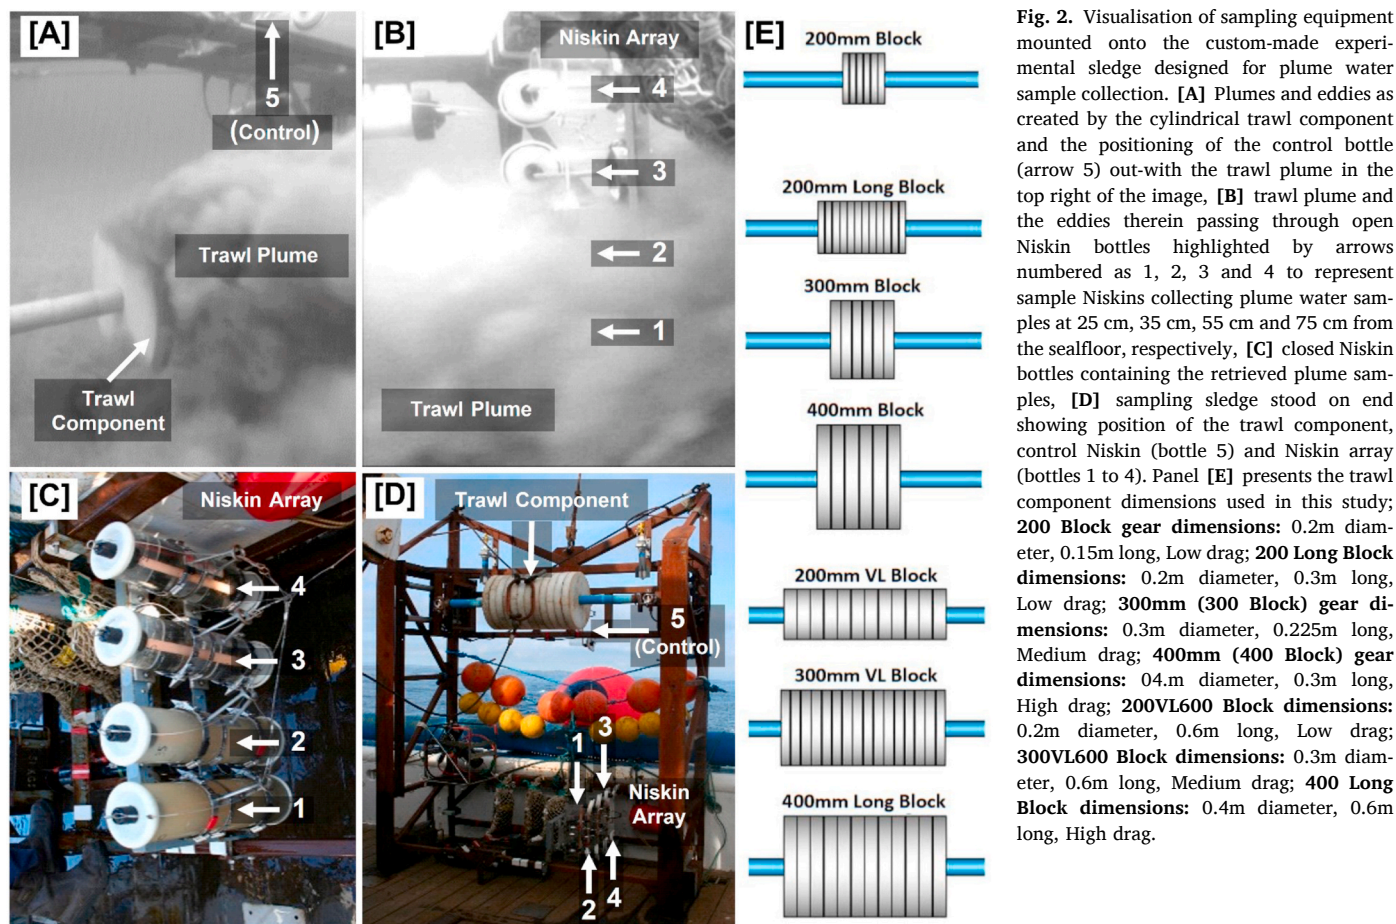 [A]
5
(Control)
Trawl Plume
Trawl
Component
[B]
Niskin Array
4
3
2
1
Trawl Plume
[C]
Niskin Array
4
3
2
1
[D]
Trawl Component
5
(Control)
3
1
Niskin
Array
2
4
[E]
200mm Block
200mm Long Block
300mm Block
400mm Block
200mm VL Block
300mm VL Block
400mm Long Block
Fig. 2. Visualisation of sampling equipment
mounted onto the custom-made experi-
mental sledge designed for plume water
sample collection. [A] Plumes and eddies as
created by the cylindrical trawl component
and the positioning of the control bottle
(arrow 5) out-with the trawl plume in the
top right of the image, [B] trawl plume and
the eddies therein passing through open
Niskin bottles highlighted by arrows
numbered as 1, 2, 3 and 4 to represent
sample Niskins collecting plume water sam-
ples at 25 cm, 35 cm, 55 cm and 75 cm from
the sealfloor, respectively, [C] closed Niskin
bottles containing the retrieved plume sam-
ples, [D] sampling sledge stood on end
showing position of the trawl component,
control Niskin (bottle 5) and Niskin array
(bottles 1 to 4). Panel [E] presents the trawl
component dimensions used in this study;
200 Block gear dimensions: 0.2m diam-
eter, 0.15m long, Low drag; 200 Long Block
dimensions: 0.2m diameter, 0.3m long,
Low drag; 300mm (300 Block) gear di-
mensions: 0.3m diameter, 0.225m long,
Medium drag; 400mm (400 Block) gear
dimensions: 04.m diameter, 0.3m long,
High drag; 200VL600 Block dimensions:
0.2m diameter, 0.6m long, Low drag;
300VL600 Block dimensions: 0.3m diam-
eter, 0.6m long, Medium drag; 400 Long
Block dimensions: 0.4m diameter, 0.6m
long, High drag.